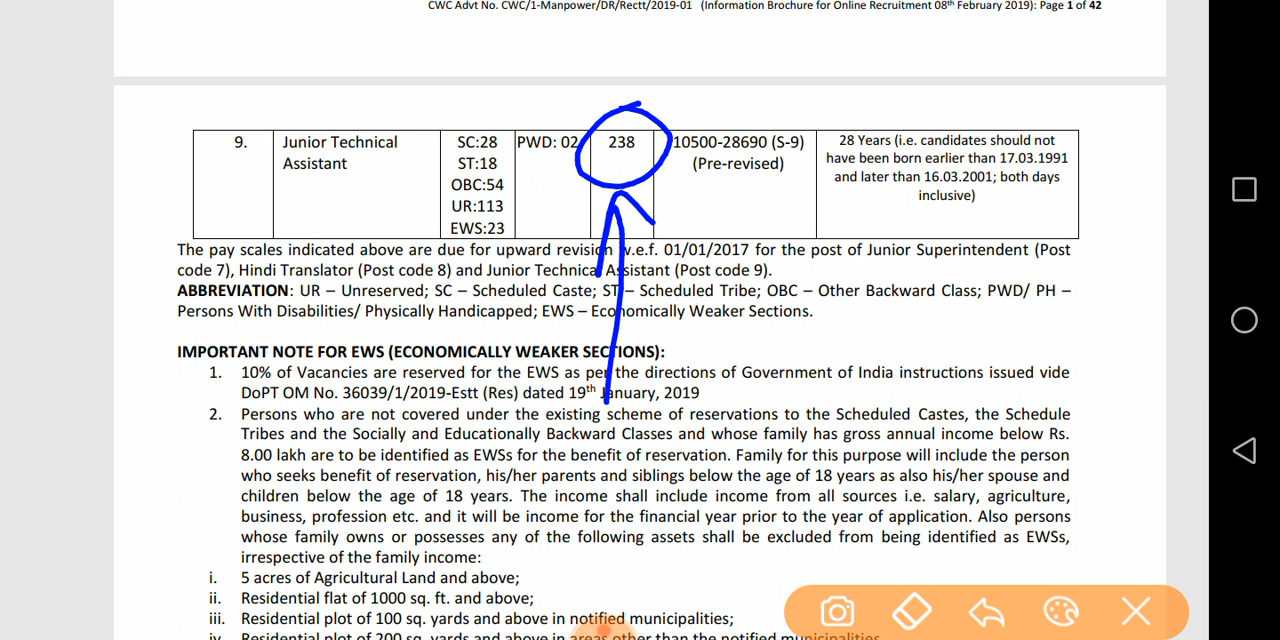 CWC Advt No. CWC/1-Manpower/DR/Rectt/2019-01 (Information Brochure for Online Recruitment 08th February 2019): Page 1 of 42
9. Junior Technical Assistant SC:28 ST:18 OBC:54 UR:113 EWS:23 PWD: 02 238 10500-28690 (S-9) (Pre-revised) 28 Years (i.e. candidates should not have been born earlier than 17.03.1991 and later than 16.03.2001; both days inclusive)
The pay scales indicated above are due for upward revision w.e.f. 01/01/2017 for the post of Junior Superintendent (Post
code 7), Hindi Translator (Post code 8) and Junior Technical Assistant (Post code 9).
ABBREVIATION: UR – Unreserved; SC – Scheduled Caste; ST – Scheduled Tribe; OBC – Other Backward Class; PWD/ PH –
Persons With Disabilities/ Physically Handicapped; EWS – Economically Weaker Sections.
IMPORTANT NOTE FOR EWS (ECONOMICALLY WEAKER SECTIONS):
1. 10% of Vacancies are reserved for the EWS as per the directions of Government of India instructions issued vide
DoPT OM No. 36039/1/2019-Estt (Res) dated 19th January, 2019
2. Persons who are not covered under the existing scheme of reservations to the Scheduled Castes, the Schedule
Tribes and the Socially and Educationally Backward Classes and whose family has gross annual income below Rs.
8.00 lakh are to be identified as EWSs for the benefit of reservation. Family for this purpose will include the person
who seeks benefit of reservation, his/her parents and siblings below the age of 18 years as also his/her spouse and
children below the age of 18 years. The income shall include income from all sources i.e. salary, agriculture,
business, profession etc. and it will be income for the financial year prior to the year of application. Also persons
whose family owns or possesses any of the following assets shall be excluded from being identified as EWSs,
irrespective of the family income:
i. 5 acres of Agricultural Land and above;
ii. Residential flat of 1000 sq. ft. and above;
iii. Residential plot of 100 sq. yards and above in notified municipalities;
iv. Residential plot of 200 sq. yards and above in areas other than the notified municipalities.